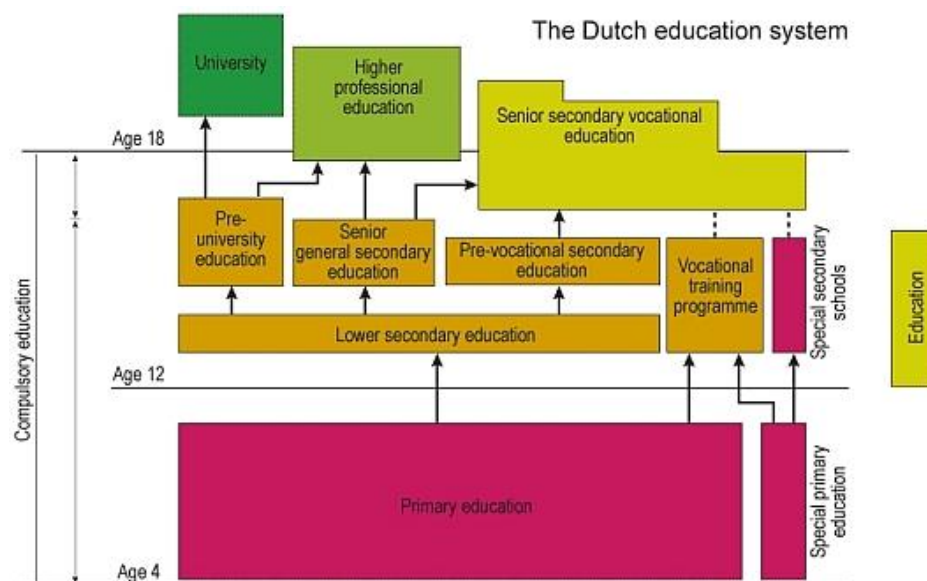 The Dutch education system
University
Higher
professional
education
Senior secondary vocational
education
Age 18
Pre-
university
education
Senior
general secondary
education
Pre-vocational secondary
education
Vocational
training
programme
Special secondary
schools
Education
Lower secondary education
Compulsory education
Age 12
Primary education
Special primary
education
Age 4